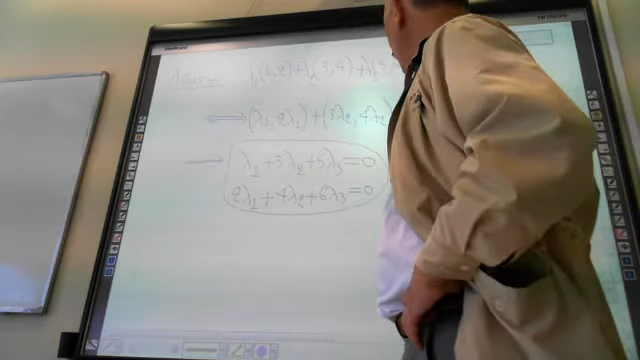 λ₁(1,2)+λ₂(3,4)+λ₃(5,
⟺(λ₁,2λ₁)+(3λ₂,4λ₂)
→ λ₁+3λ₂+5λ₃=0
2λ₁+4λ₂+6λ₃=0